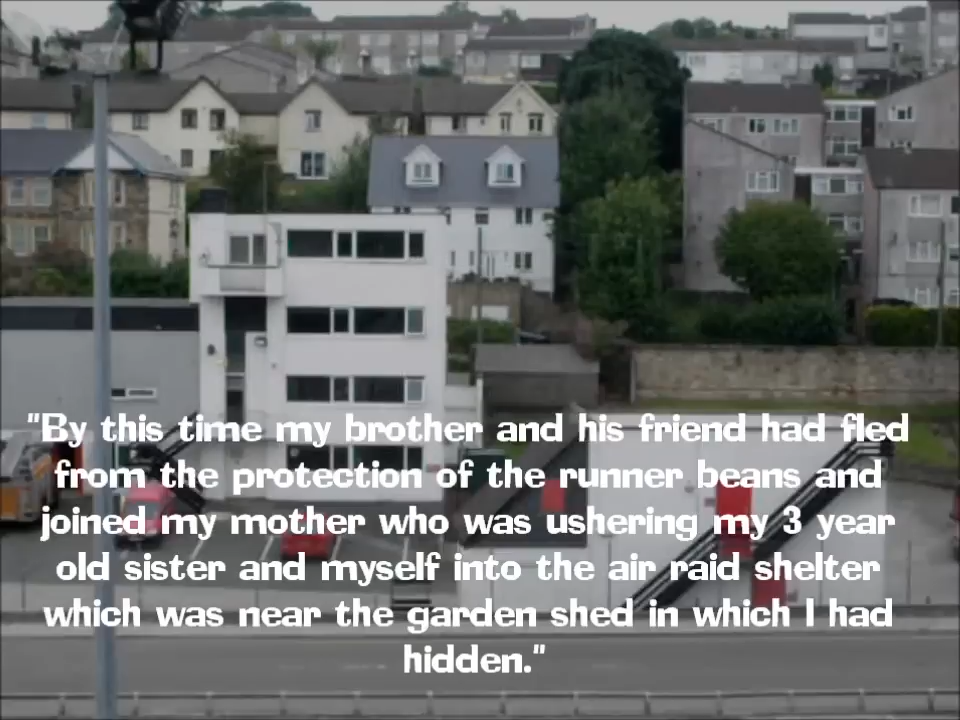 "By this time my brother and his friend had fled
from the protection of the runner beans and
joined my mother who was ushering my 3 year
old sister and myself into the air raid shelter
which was near the garden shed in which I had
hidden."